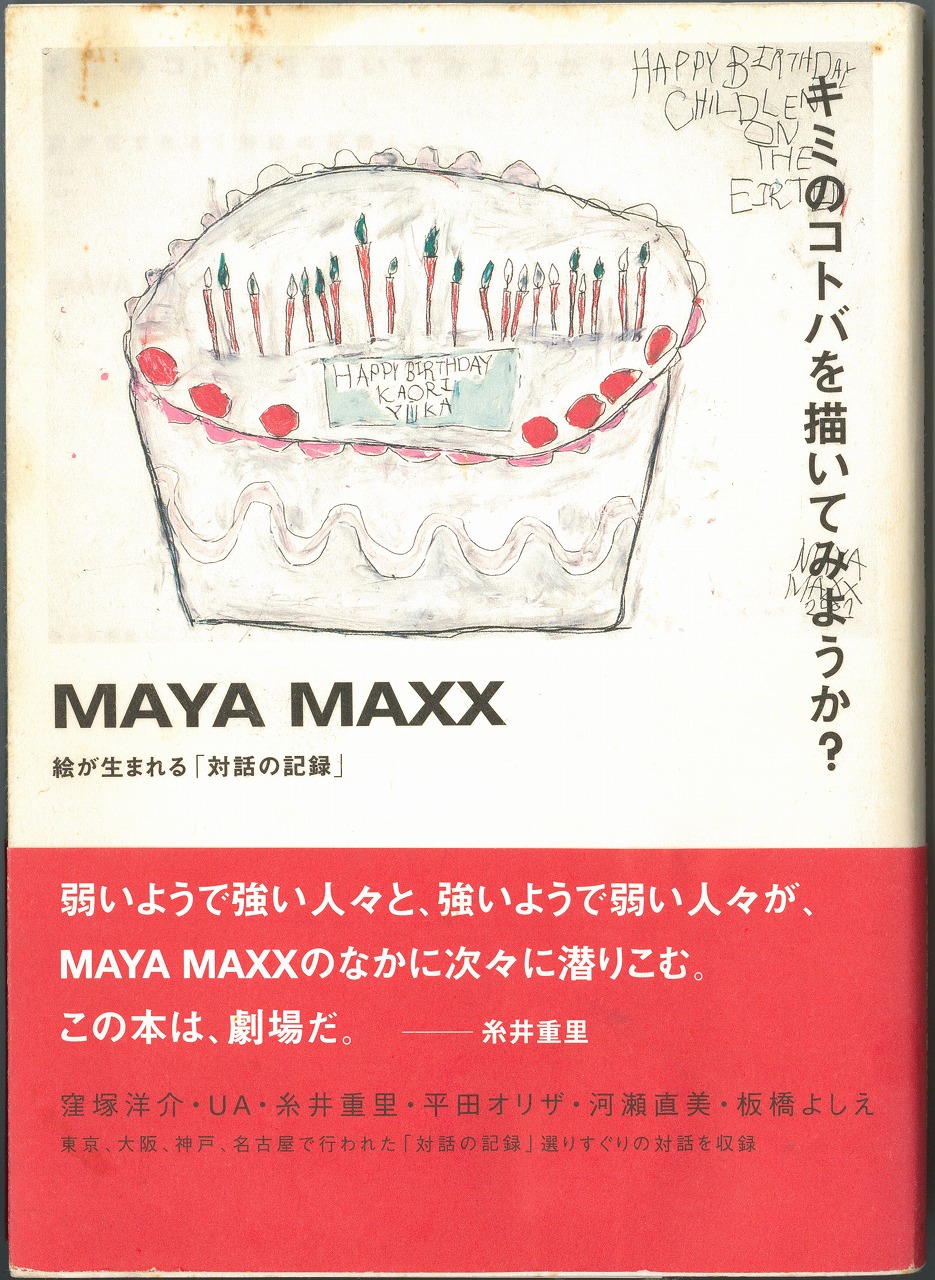 HAPPY BIRTHDAY
CHILDLEN
ON
THE
EIRTH
キミのコトバを描いてみようか?
HAPPY BIRTHDAY
KAORI
YUKA
MAYA
MAXX
MAYA MAXX
絵が生まれる「対話の記録」
弱いようで強い人々と、強いようで弱い人々が、
MAYA MAXXのなかに次々に潜りこむ。
この本は、劇場だ。 ——— 糸井重里
窪塚洋介・UA・糸井重里・平田オリザ・河瀬直美・板橋よしえ
東京、大阪、神戸、名古屋で行われた「対話の記録」選りすぐりの対話を収録